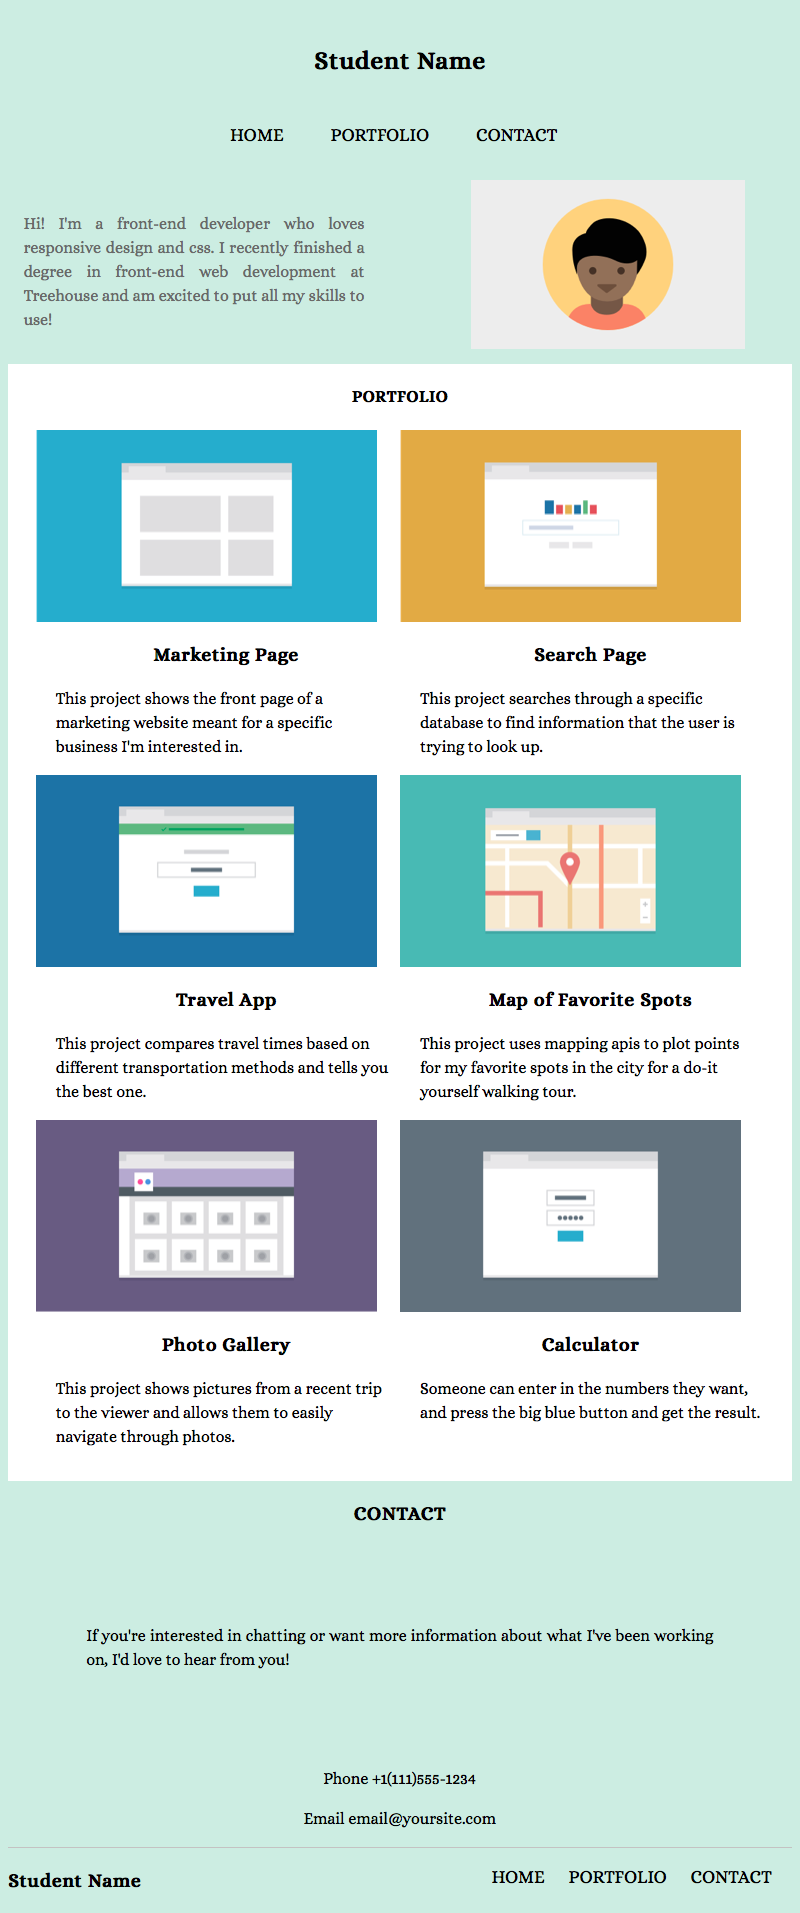 Student Name
HOME PORTFOLIO CONTACT
Hi! I'm a front-end developer who loves
responsive design and css. I recently finished a
degree in front-end web development at
Treehouse and am excited to put all my skills to
use!
PORTFOLIO
Marketing Page
This project shows the front page of a
marketing website meant for a specific
business I'm interested in.
Search Page
This project searches through a specific
database to find information that the user is
trying to look up.
Travel App
This project compares travel times based on
different transportation methods and tells you
the best one.
Map of Favorite Spots
This project uses mapping apis to plot points
for my favorite spots in the city for a do-it
yourself walking tour.
Photo Gallery
This project shows pictures from a recent trip
to the viewer and allows them to easily
navigate through photos.
Calculator
Someone can enter in the numbers they want,
and press the big blue button and get the result.
CONTACT
If you're interested in chatting or want more information about what I've been working
on, I'd love to hear from you!
Phone +1(111)555-1234
Email email@yoursite.com
Student Name
HOME PORTFOLIO CONTACT